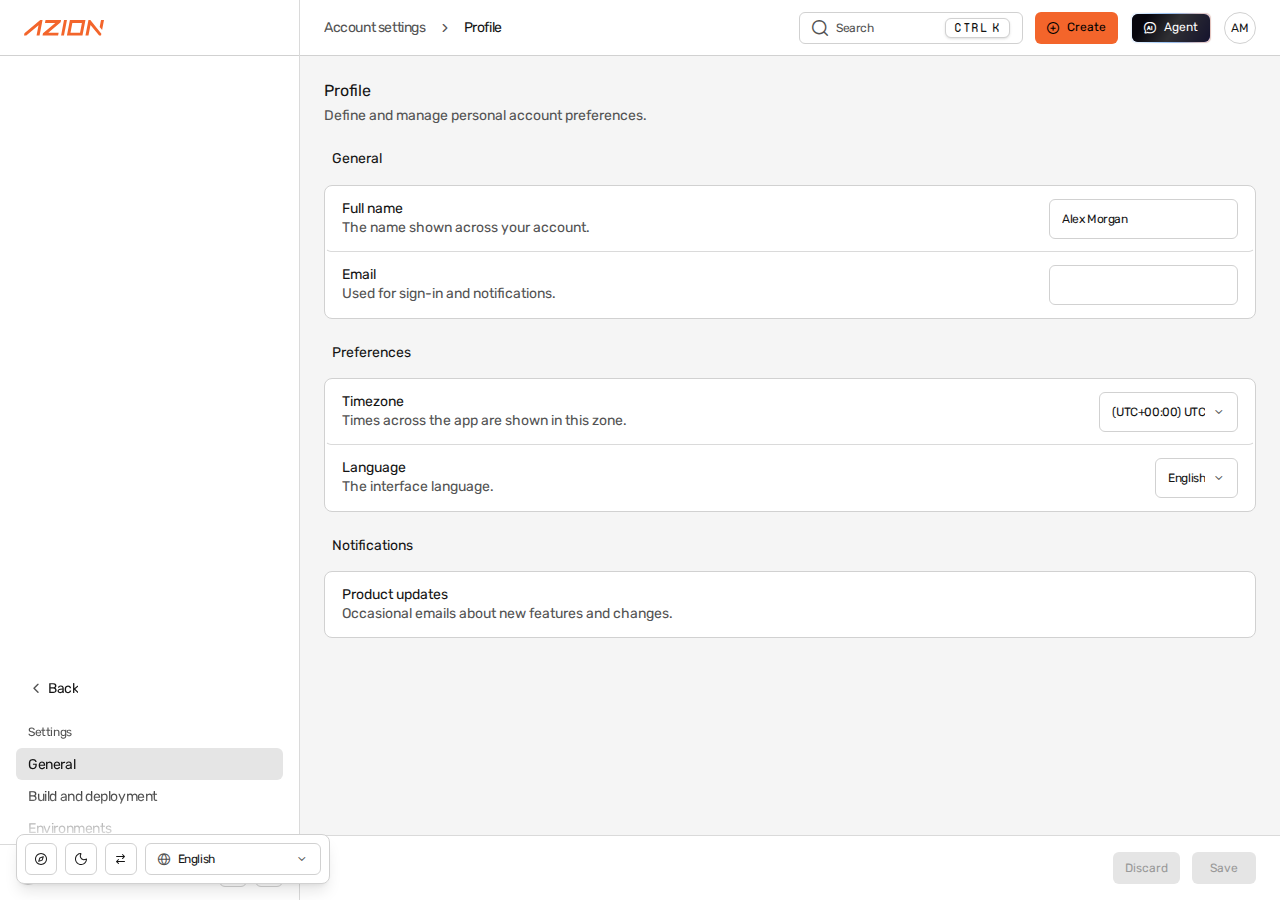 AZION
Account settings
Profile
Search
CTRL K
Create
Agent
AM
Profile
Define and manage personal account preferences.
General
Full name
The name shown across your account.
Alex Morgan
Email
Used for sign-in and notifications.
Preferences
Timezone
Times across the app are shown in this zone.
(UTC+00:00) UTC
Language
The interface language.
English
Notifications
Product updates
Occasional emails about new features and changes.
Back
Settings
General
Build and deployment
Environments
English
Discard
Save